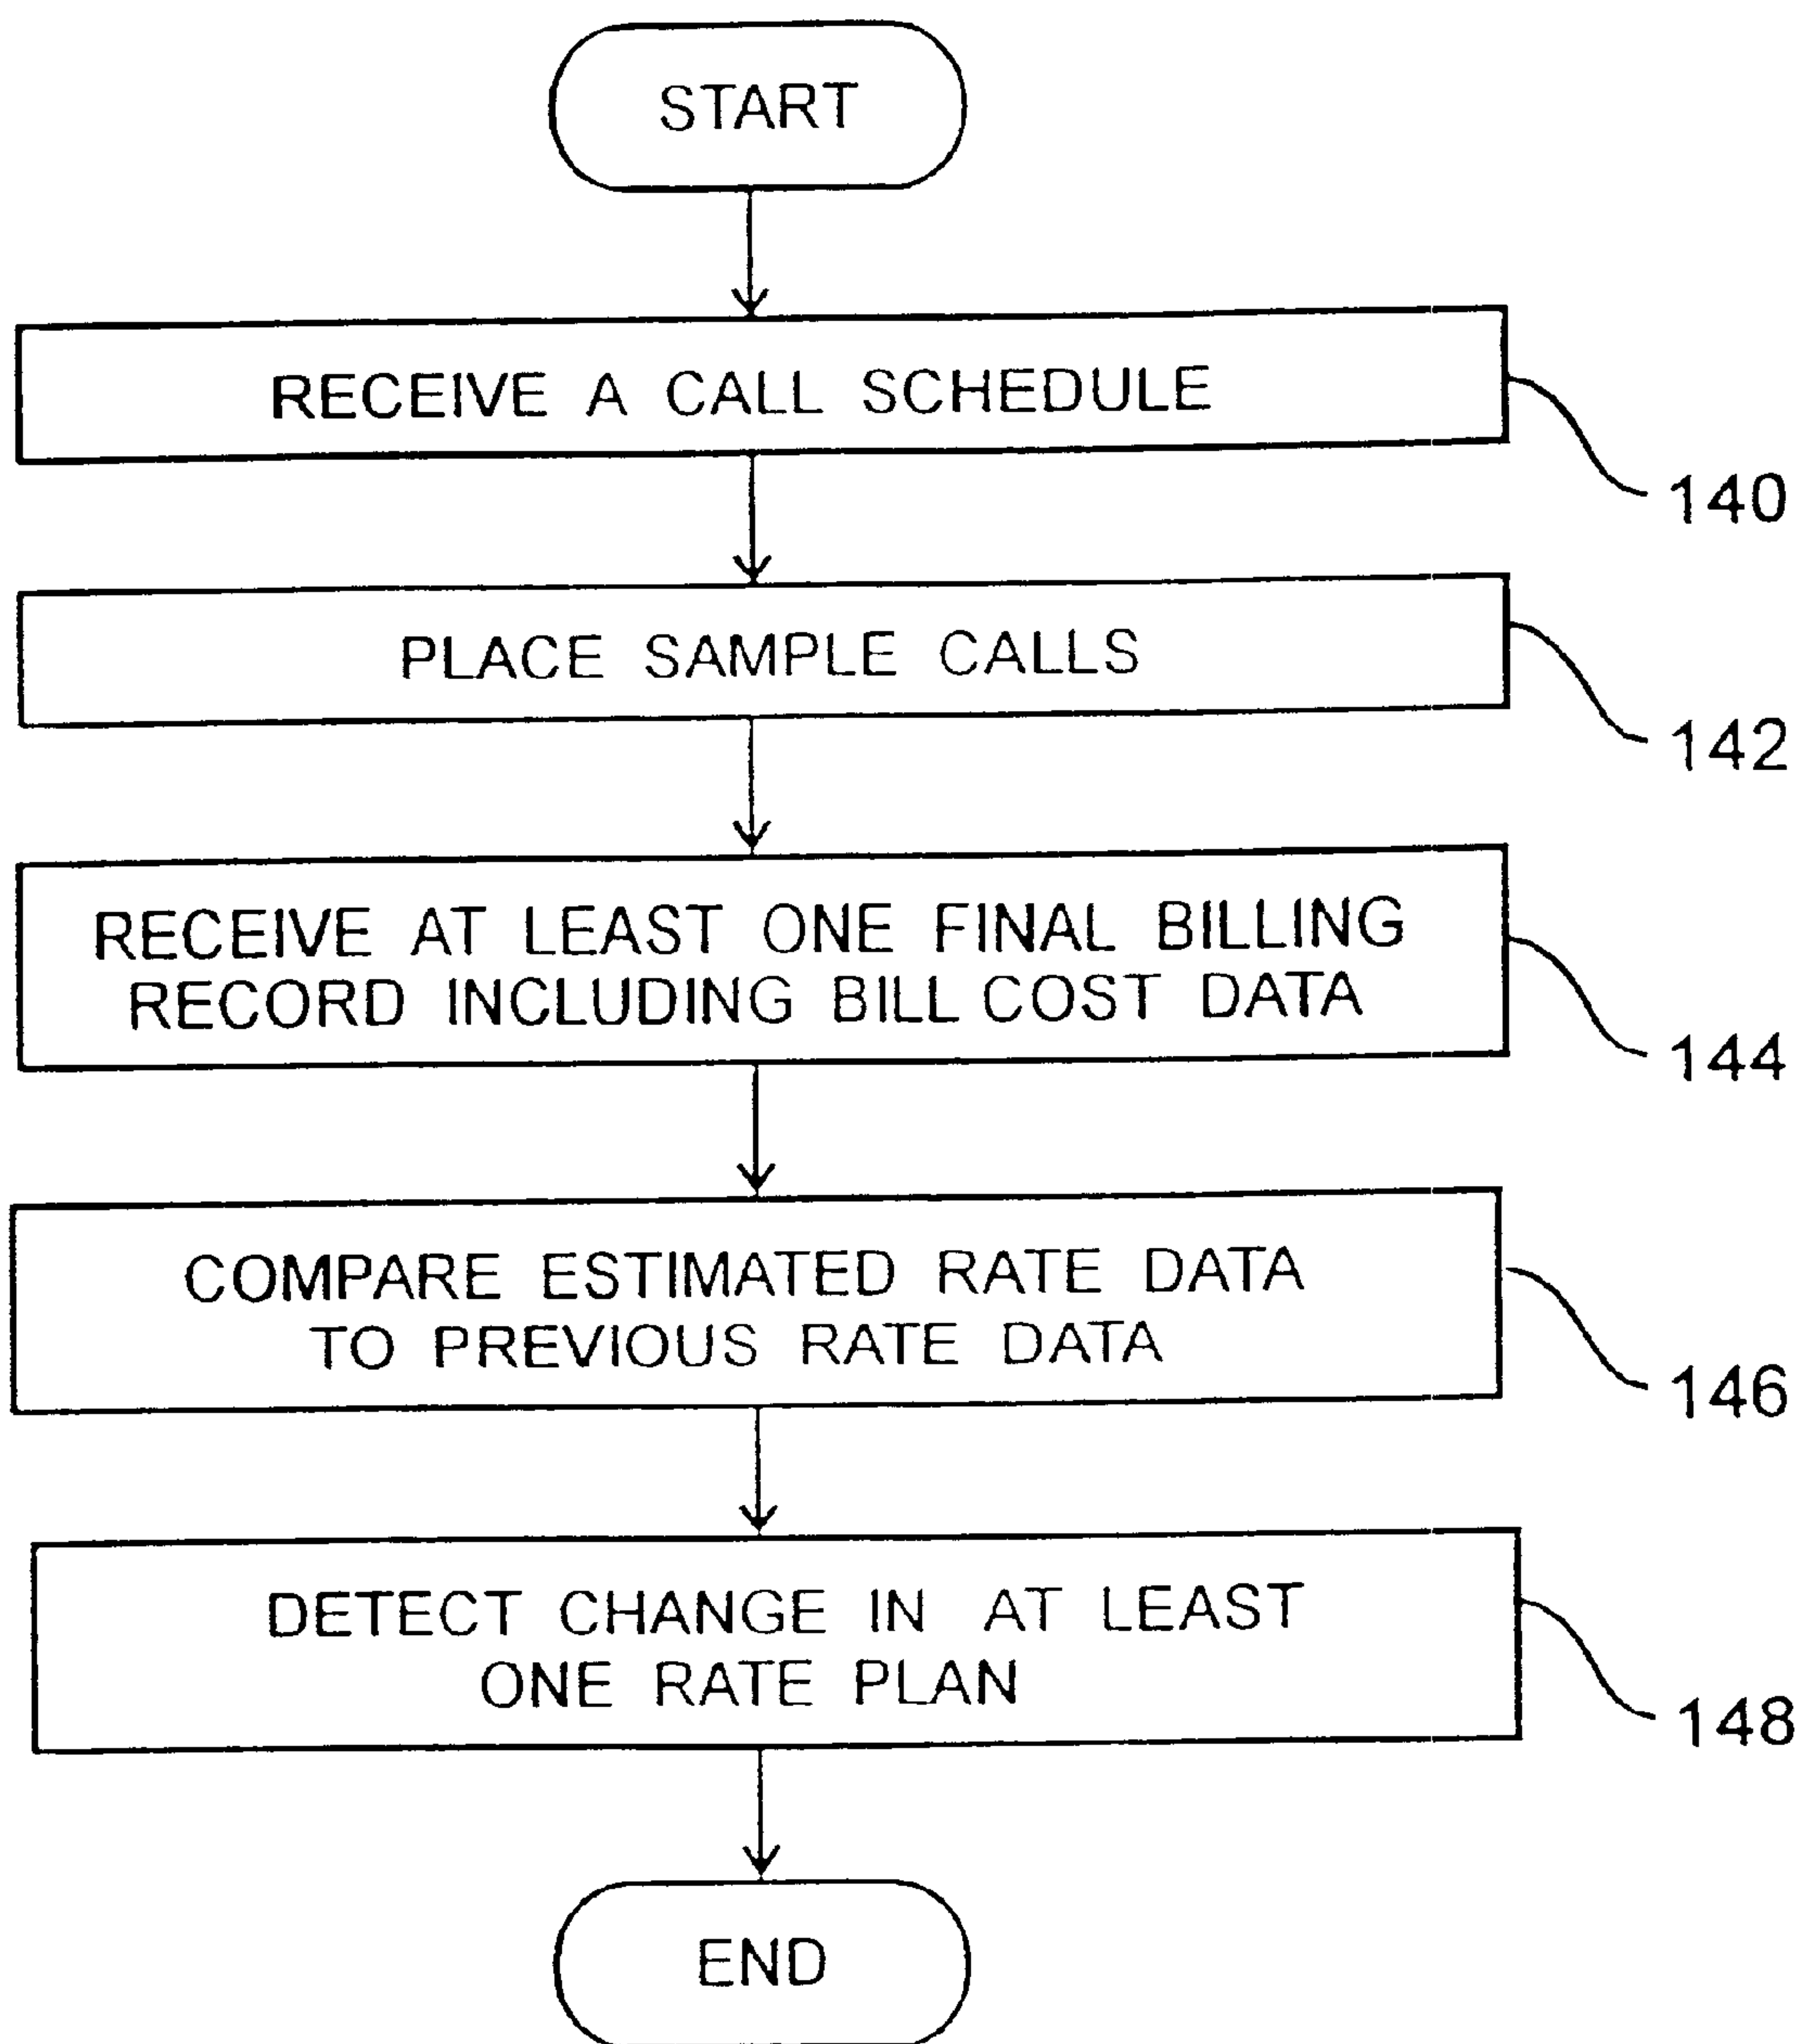 START
RECEIVE A CALL SCHEDULE
140
PLACE SAMPLE CALLS
142
RECEIVE AT LEAST ONE FINAL BILLING
RECORD INCLUDING BILL COST DATA
144
COMPARE ESTIMATED RATE DATA
TO PREVIOUS RATE DATA
146
DETECT CHANGE IN AT LEAST
ONE RATE PLAN
148
END